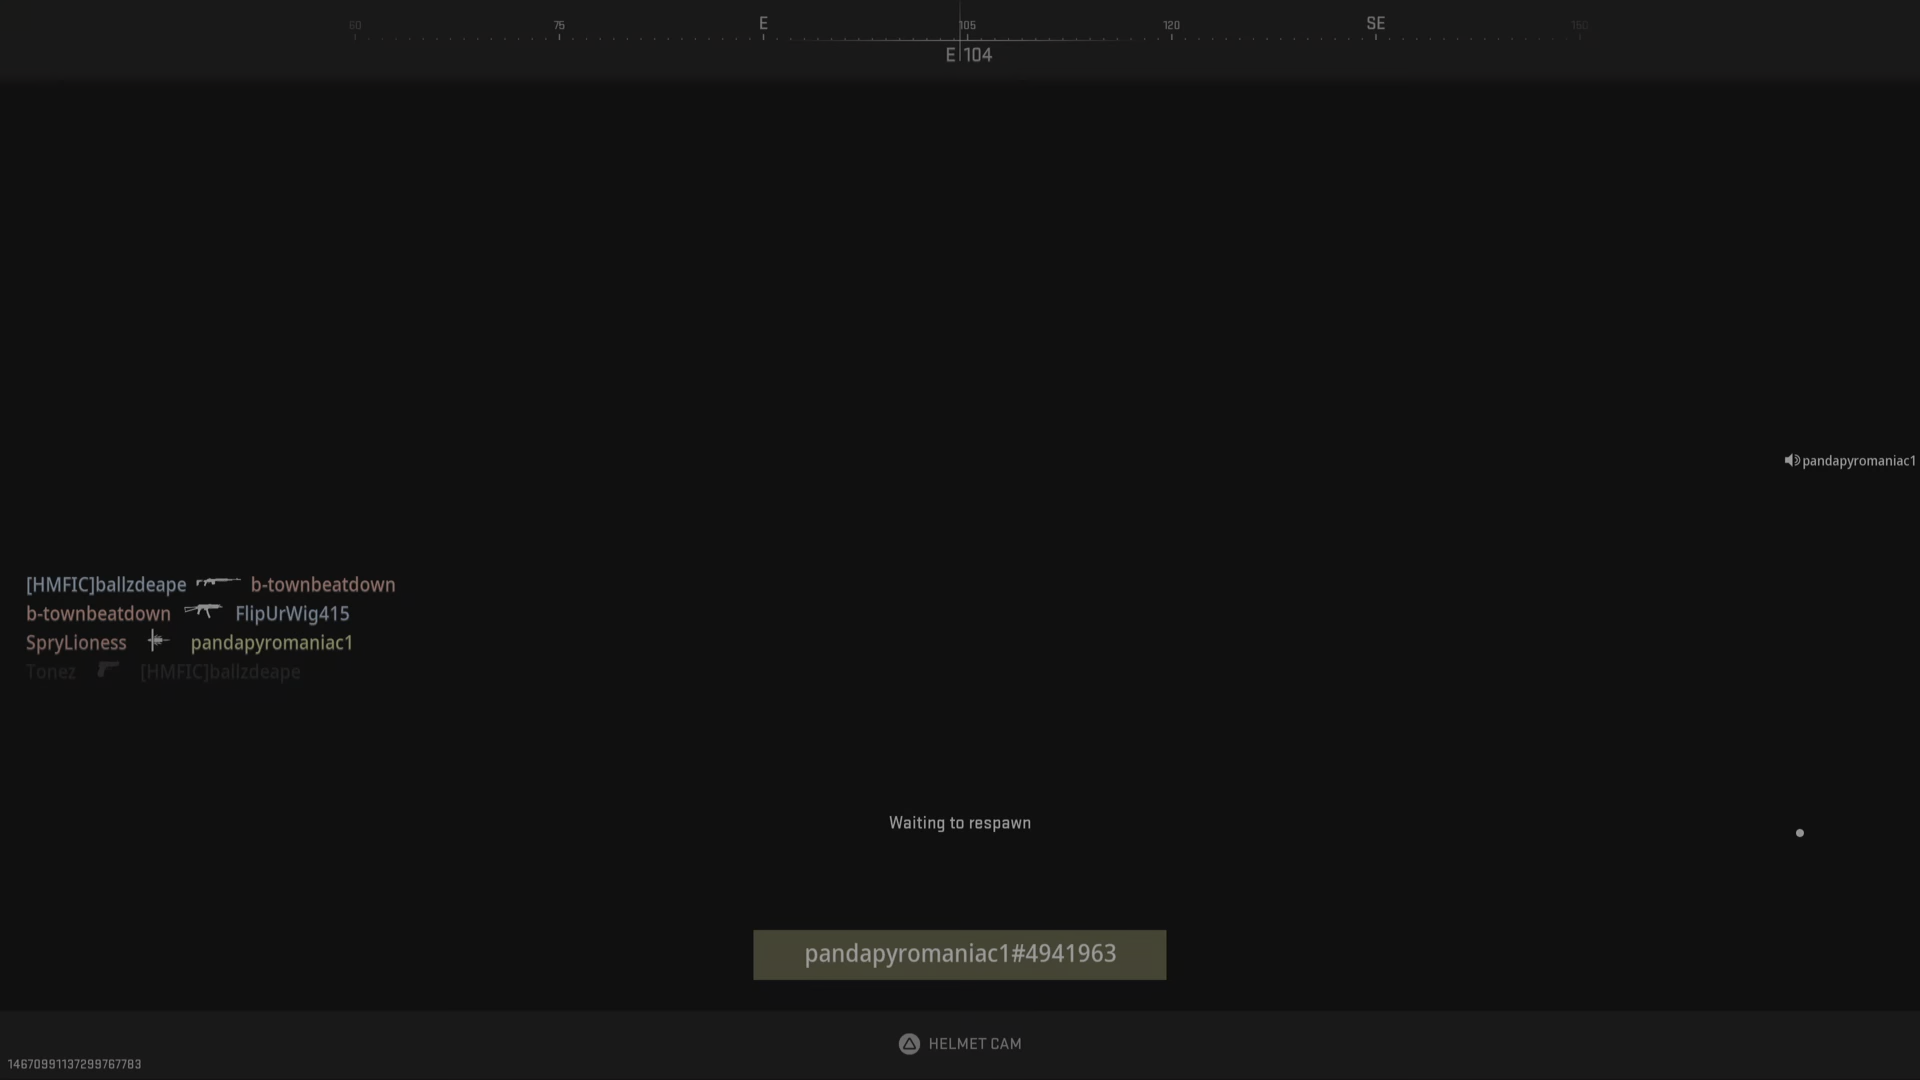 60 75 E 105 120 SE 150
E 104
pandapyromaniac1
[HMFIC]ballzdeape b-townbeatdown
b-townbeatdown FlipUrWig415
SpryLioness pandapyromaniac1
Tonez [HMFIC]ballzdeape
Waiting to respawn
pandapyromaniac1#4941963
HELMET CAM
14670991137299767783